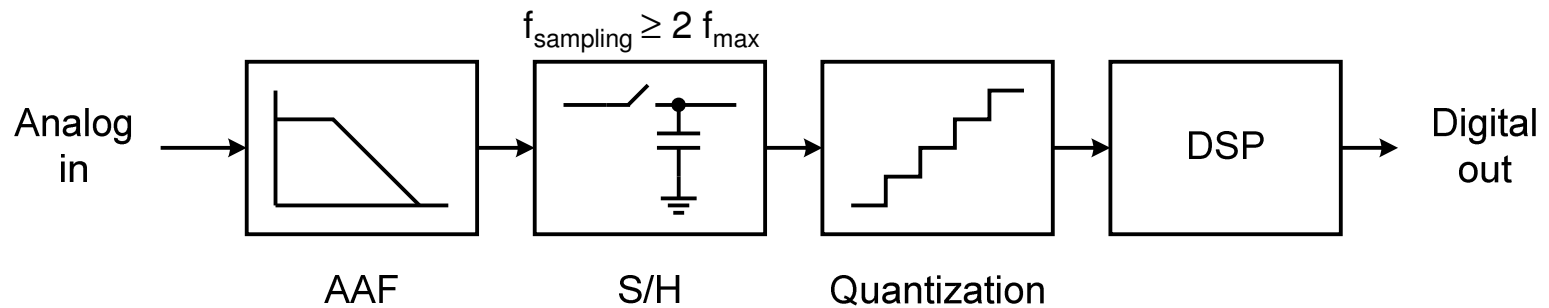 f_sampling ≥ 2 f_max
Analog
in
DSP
Digital
out
AAF
S/H
Quantization